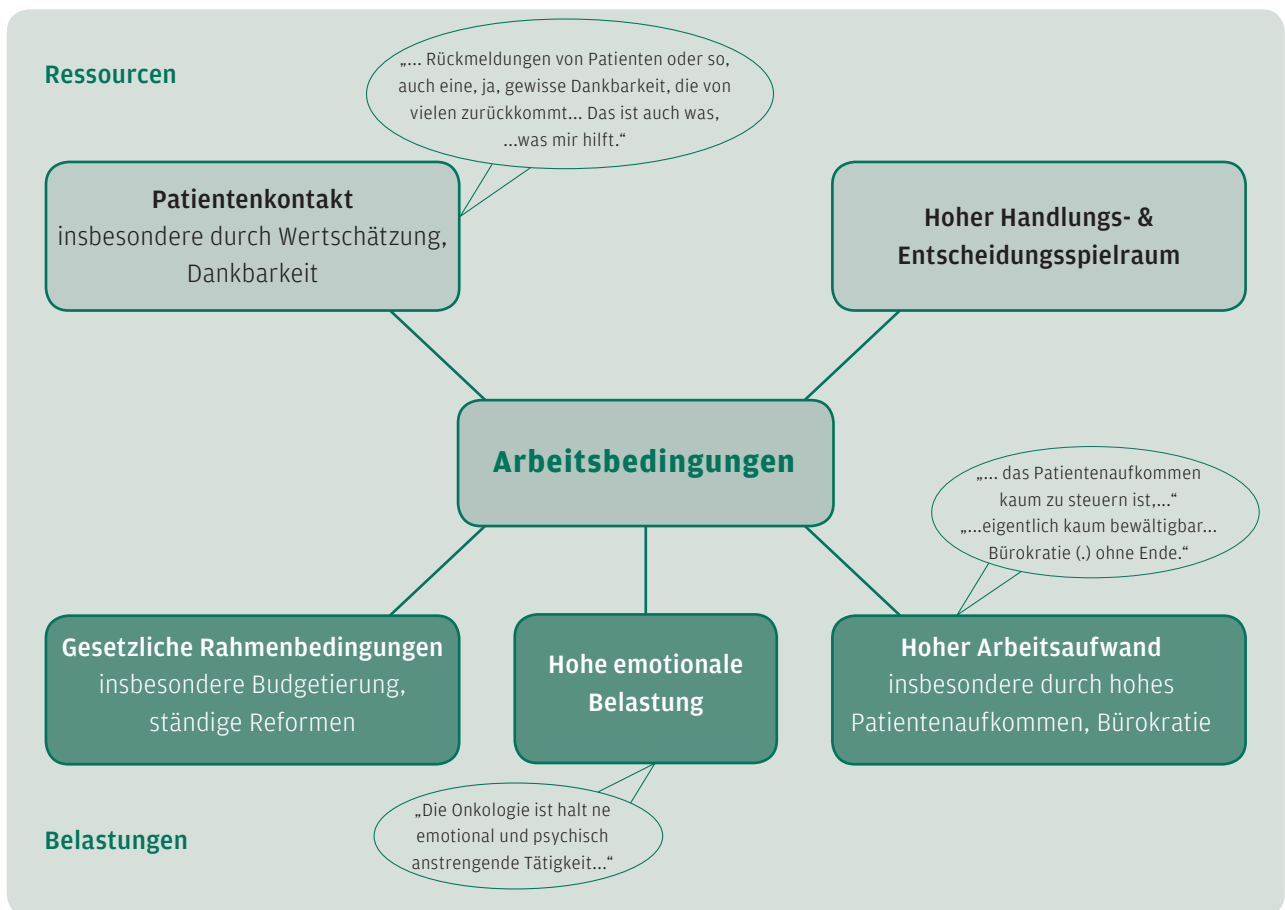 Ressourcen
„... Rückmeldungen von Patienten oder so,
auch eine, ja, gewisse Dankbarkeit, die von
vielen zurückkommt... Das ist auch was,
...was mir hilft.“
Patientenkontakt
insbesondere durch Wertschätzung,
Dankbarkeit
Hoher Handlungs- &
Entscheidungsspielraum
Arbeitsbedingungen
„... das Patientenaufkommen
kaum zu steuern ist,...“
„...eigentlich kaum bewältigbar...
Bürokratie (.) ohne Ende.“
Gesetzliche Rahmenbedingungen
insbesondere Budgetierung,
ständige Reformen
Hohe emotionale
Belastung
Hoher Arbeitsaufwand
insbesondere durch hohes
Patientenaufkommen, Bürokratie
„Die Onkologie ist halt ne
emotional und psychisch
anstrengende Tätigkeit...“
Belastungen